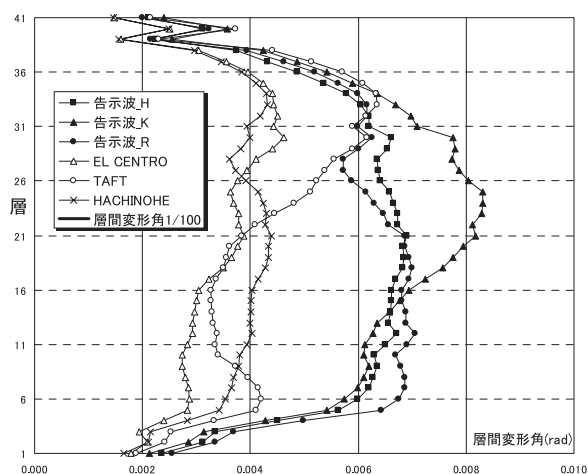 41
36
31
26
21
16
11
6
1
層
告示波_H
告示波_K
告示波_R
EL CENTRO
TAFT
HACHINOHE
層間変形角1/100
層間変形角(rad)
0.000
0.002
0.004
0.006
0.008
0.010